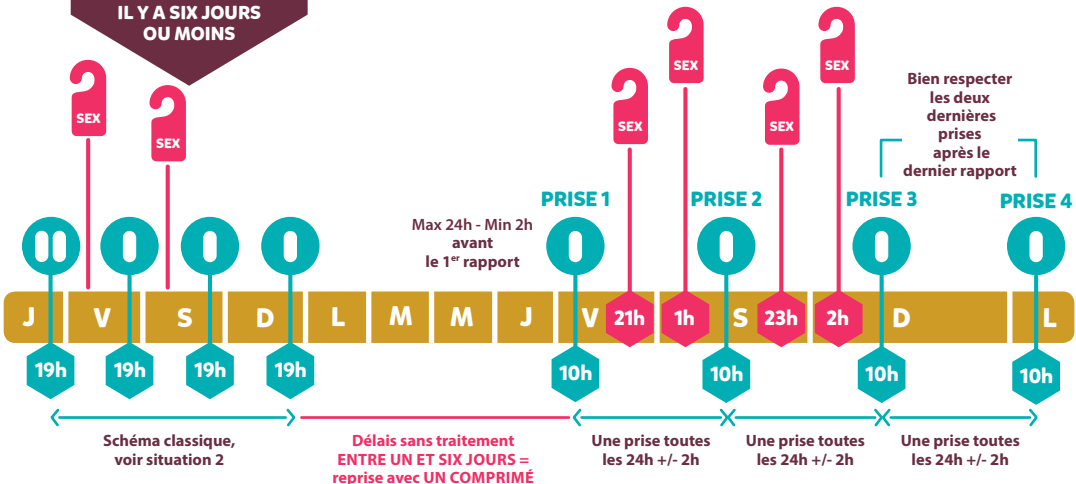 IL Y A SIX JOURS
OU MOINS
SEX
SEX
SEX
SEX
SEX
SEX
Bien respecter
les deux
dernières
prises
après le
dernier rapport
Max 24h - Min 2h
avant
le 1er rapport
PRISE 1
PRISE 2
PRISE 3
PRISE 4
J V S D L M M J V 21h 1h S 23h 2h D L
19h 19h 19h 19h 10h 10h 10h 10h
Schéma classique,
voir situation 2
Délais sans traitement
ENTRE UN ET SIX JOURS =
reprise avec UN COMPRIMÉ
Une prise toutes
les 24h +/- 2h
Une prise toutes
les 24h +/- 2h
Une prise toutes
les 24h +/- 2h